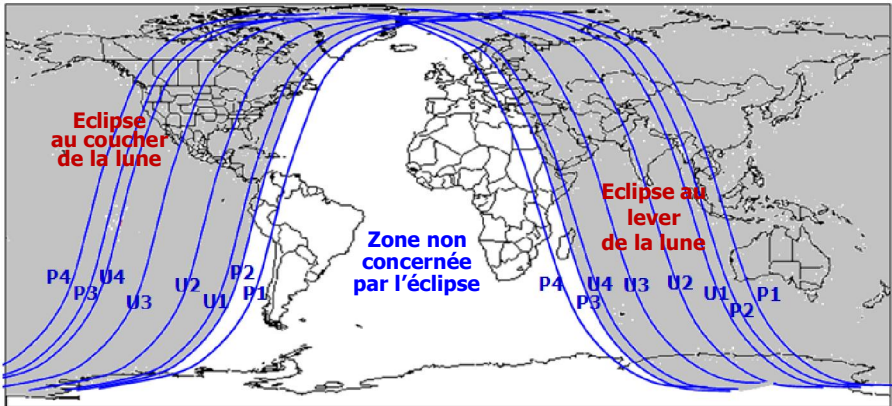 Eclipse
au coucher
de la lune
Zone non
concernée
par l’éclipse
Eclipse au
lever
de la lune
P4
P3
U4
U3
U2
U1
P2
P1
P4
P3
U4
U3
U2
U1
P2
P1